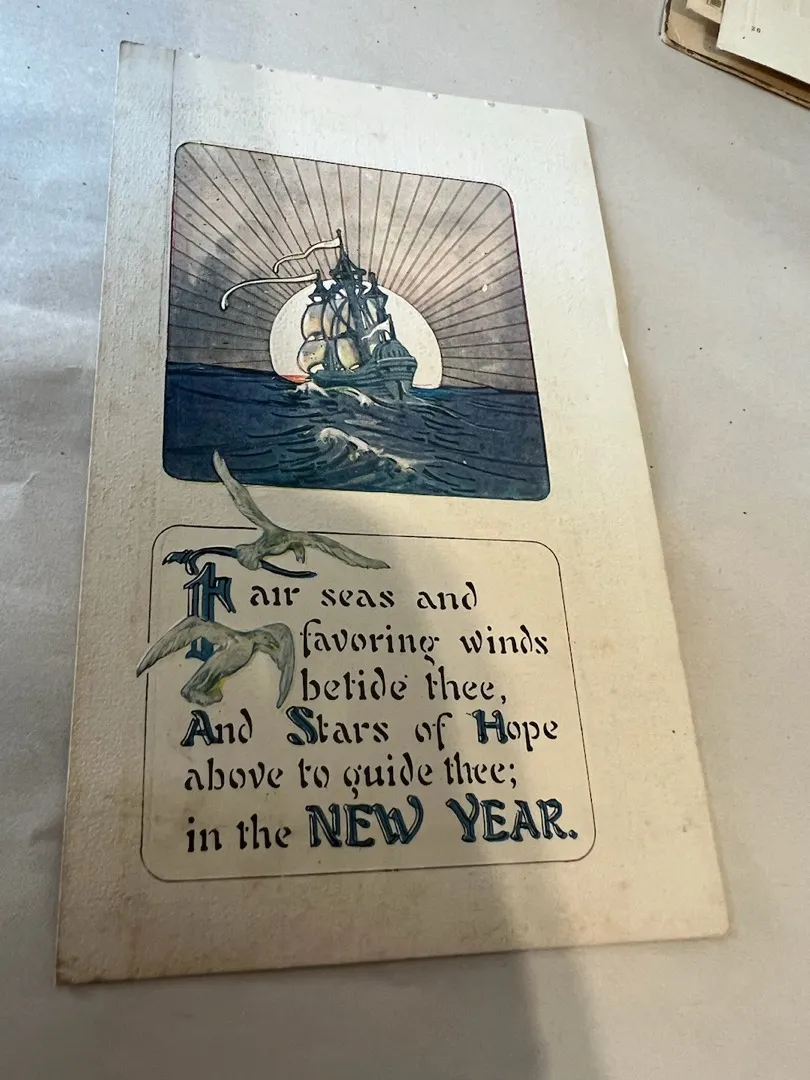 Fair seas and
favoring winds
betide thee,
And Stars of Hope
above to guide thee;
in the NEW YEAR.
26